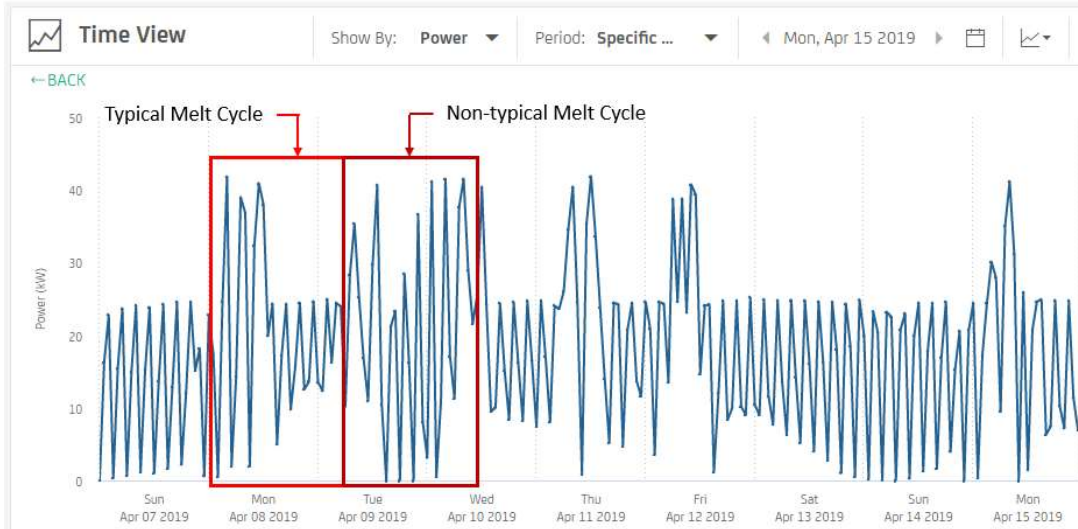 Time View
Show By: Power
Period: Specific ...
Mon, Apr 15 2019
←BACK
Typical Melt Cycle
Non-typical Melt Cycle
50
40
30
20
10
0
Power (kW)
Sun Mon Tue Wed Thu Fri Sat Sun Mon
Apr 07 2019 Apr 08 2019 Apr 09 2019 Apr 10 2019 Apr 11 2019 Apr 12 2019 Apr 13 2019 Apr 14 2019 Apr 15 2019